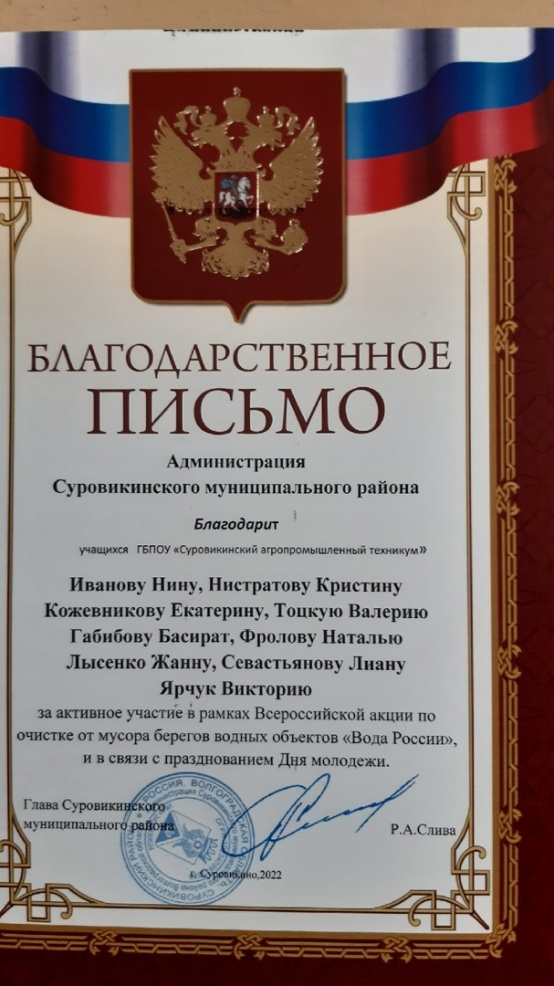 БЛАГОДАРСТВЕННОЕ
ПИСЬМО
Администрация
Суровикинского муниципального района
Благодарит
учащихся ГБПОУ «Суровикинский агропромышленный техникум»
Иванову Нину, Нистратову Кристину
Кожевникову Екатерину, Тоцкую Валерию
Габибову Басират, Фролову Наталью
Лысенко Жанну, Севастьянову Лиану
Ярчук Викторию
за активное участие в рамках Всероссийской акции по
очистке от мусора берегов водных объектов «Вода России»,
и в связи с празднованием Дня молодежи.
Глава Суровикинского
муниципального района
Р.А.Слива
г. Суровикино,2022